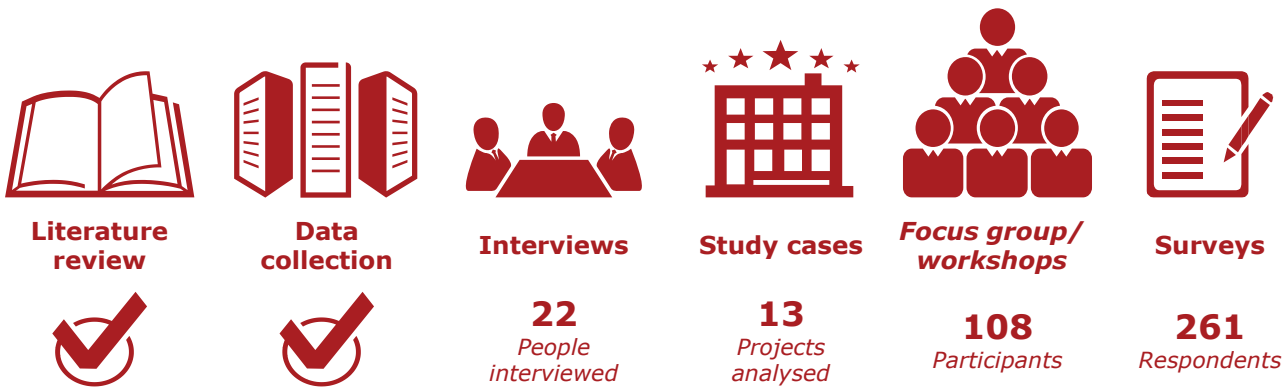 Literature
review
Data
collection
Interviews
22
People
interviewed
Study cases
13
Projects
analysed
Focus group/
workshops
108
Participants
Surveys
261
Respondents